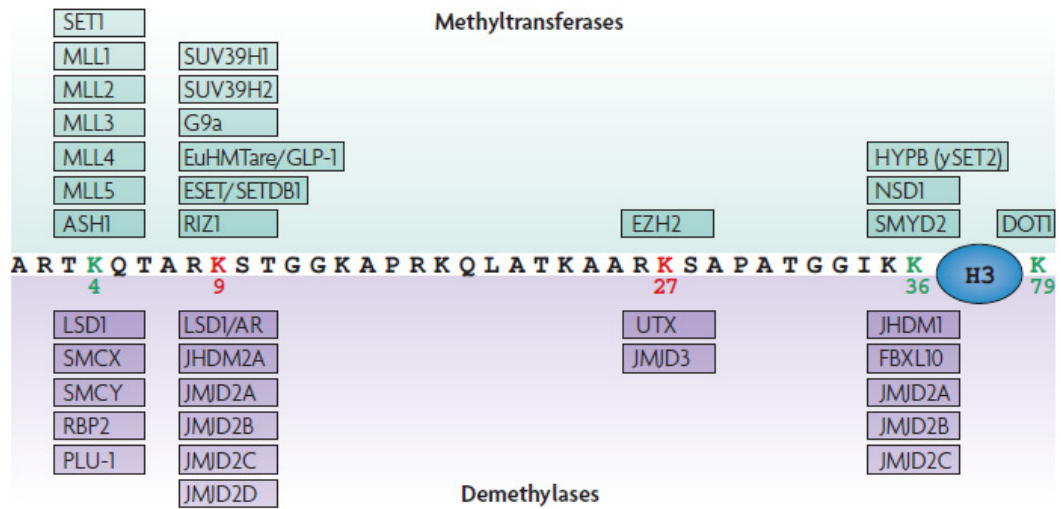 Methyltransferases
SET1
MLL1 SUV39H1
MLL2 SUV39H2
MLL3 G9a
MLL4 EuHMTare/GLP-1 HYPB (ySET2)
MLL5 ESET/SETDB1 NSD1
ASH1 RIZ1 EZH2 SMYD2 DOT1
A R T K Q T A R K S T G G K A P R K Q L A T K A A R K S A P A T G G I K K H3 K
4 9 27 36 79
LSD1 LSD1/AR UTX JHDM1
SMCX JHDM2A JMJD3 FBXL10
SMCY JMJD2A JMJD2A
RBP2 JMJD2B JMJD2B
PLU-1 JMJD2C JMJD2C
JMJD2D
Demethylases